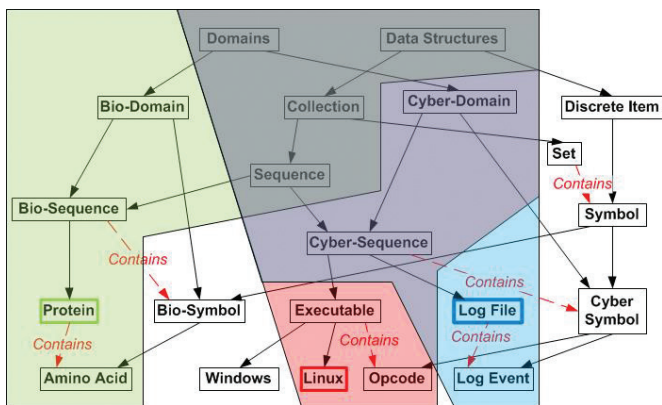 Domains
Data Structures
Bio-Domain
Collection
Cyber-Domain
Discrete Item
Set
Sequence
Contains
Bio-Sequence
Symbol
Cyber-Sequence
Contains
Contains
Protein
Bio-Symbol
Executable
Log File
Cyber
Symbol
Contains
Contains
Contains
Amino Acid
Windows
Linux
Opcode
Log Event